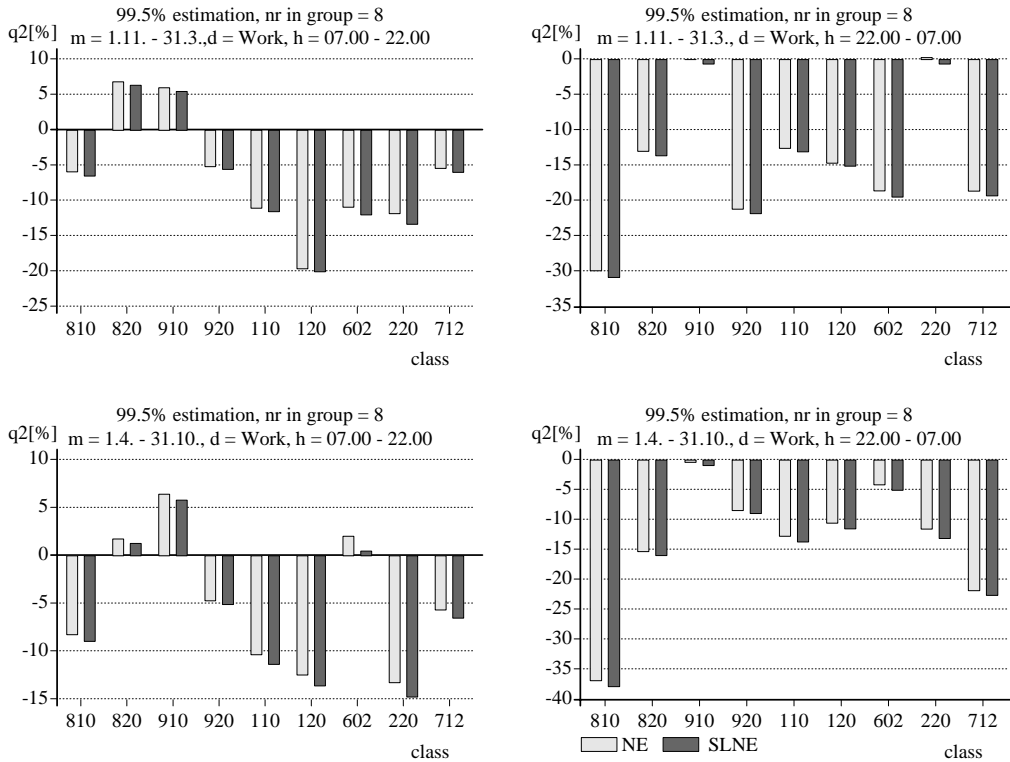 99.5% estimation, nr in group = 8
q2[%]
m = 1.11. - 31.3.,d = Work, h = 07.00 - 22.00
10
5
0
-5
-10
-15
-20
-25
810 820 910 920 110 120 602 220 712
class
99.5% estimation, nr in group = 8
q2[%]
m = 1.11. - 31.3., d = Work, h = 22.00 - 07.00
0
-5
-10
-15
-20
-25
-30
-35
810 820 910 920 110 120 602 220 712
class
99.5% estimation, nr in group = 8
q2[%]
m = 1.4. - 31.10., d = Work, h = 07.00 - 22.00
10
5
0
-5
-10
-15
810 820 910 920 110 120 602 220 712
class
99.5% estimation, nr in group = 8
q2[%]
m = 1.4. - 31.10., d = Work, h = 22.00 - 07.00
0
-5
-10
-15
-20
-25
-30
-35
-40
810 820 910 920 110 120 602 220 712
NE SLNE
class